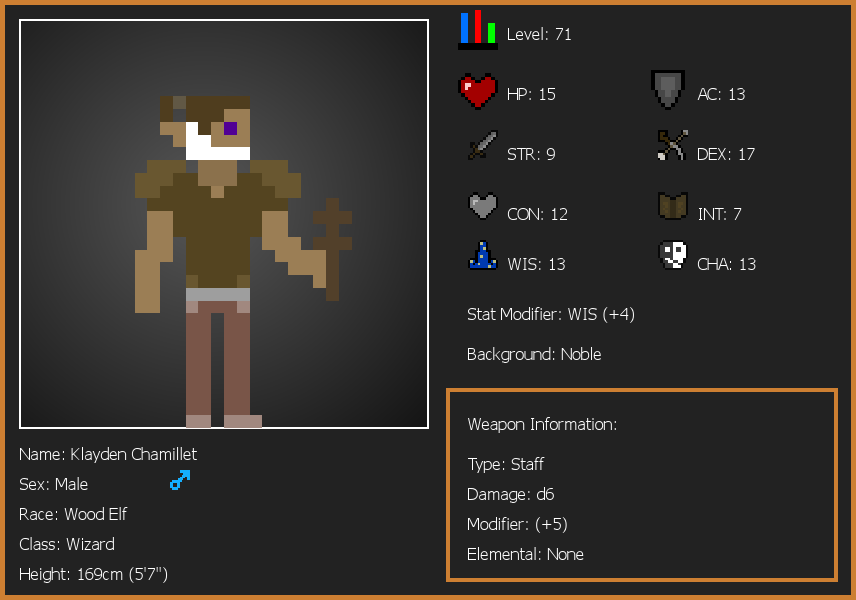 Level: 71
HP: 15
AC: 13
STR: 9
DEX: 17
CON: 12
INT: 7
WIS: 13
CHA: 13
Stat Modifier: WIS (+4)
Background: Noble
Weapon Information:
Type: Staff
Damage: d6
Modifier: (+5)
Elemental: None
Name: Klayden Chamillet
Sex: Male
Race: Wood Elf
Class: Wizard
Height: 169cm (5'7")